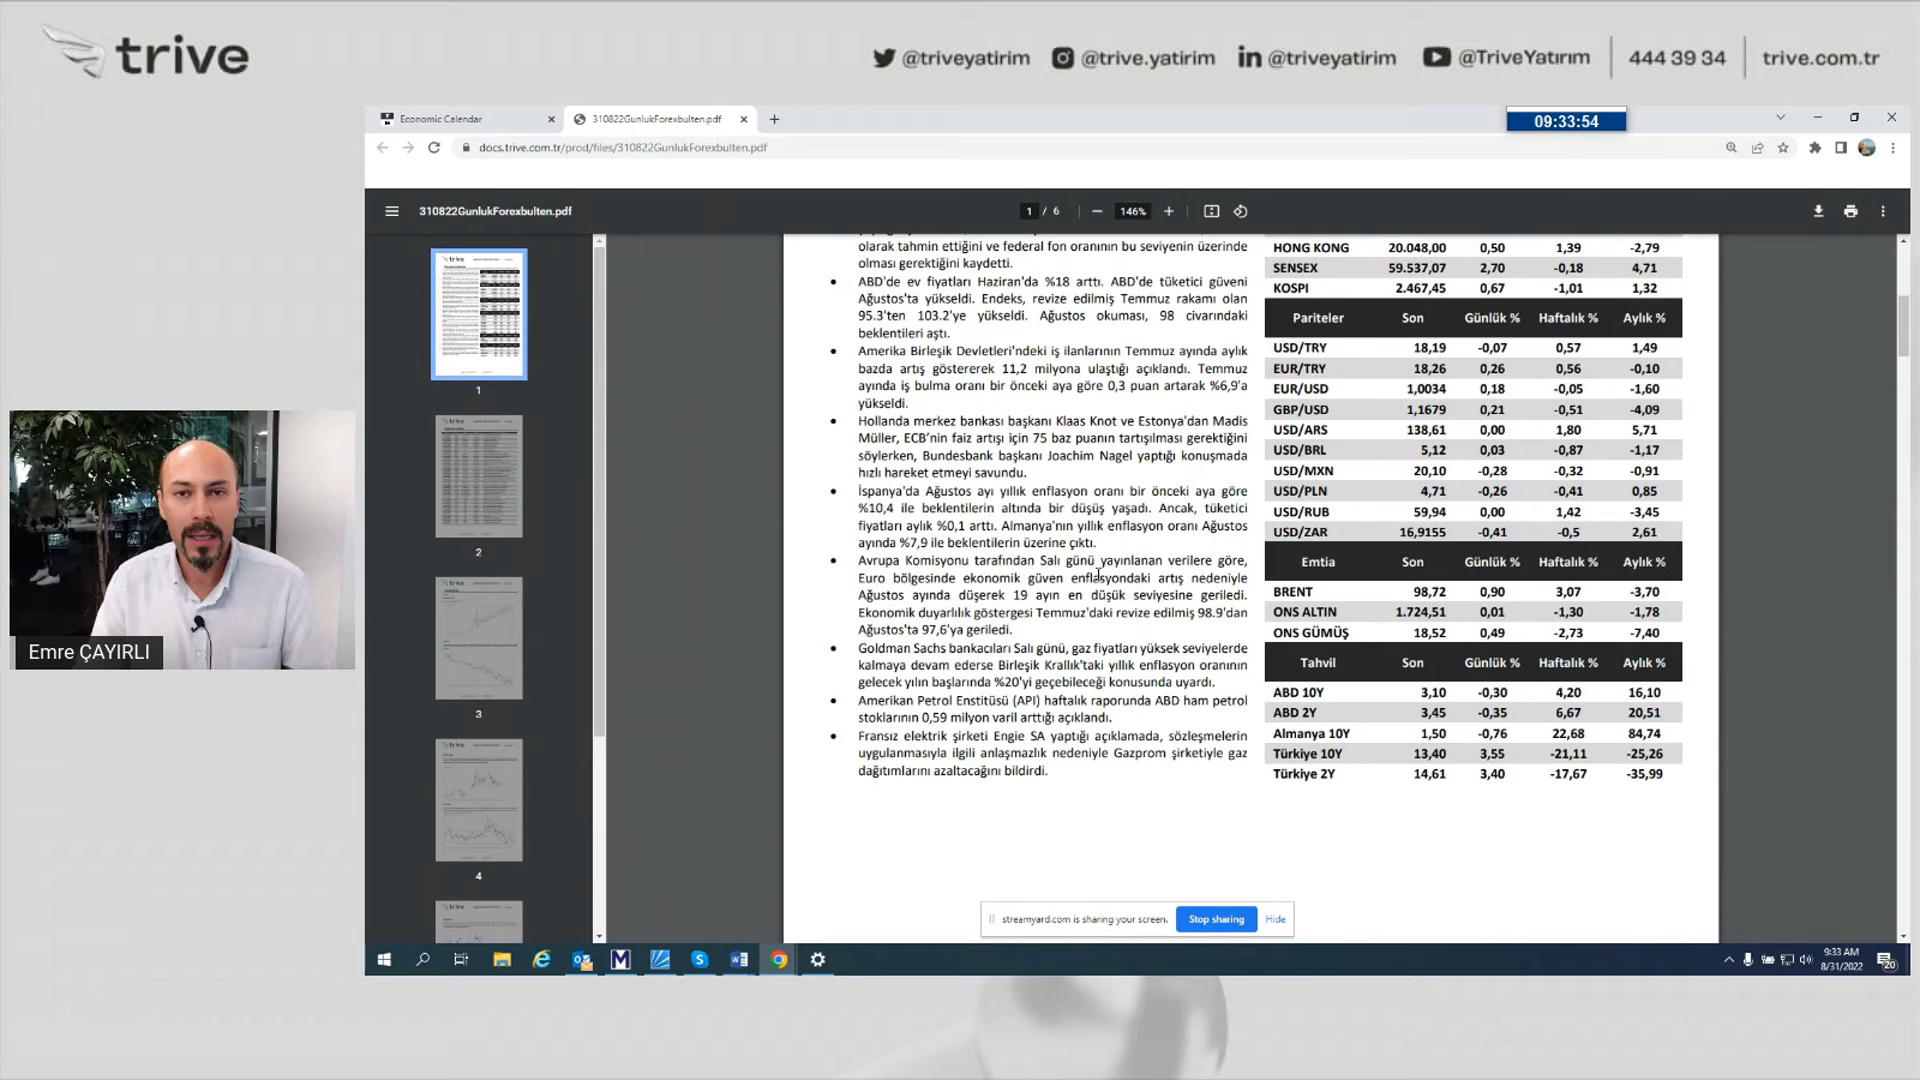 trive
@triveyatirim @trive.yatirim @triveyatirim @TriveYatırım 444 39 34 trive.com.tr
Economic Calendar
310822GunlukForexbulten.pdf
09:33:54
docs.trive.com.tr/prod/files/310822GunlukForexbulten.pdf
310822GunlukForexbulten.pdf
1 / 6
146%
1
2
3
4
olarak tahmin ettiğini ve federal fon oranının bu seviyenin üzerinde
olması gerektiğini kaydetti.
ABD'de ev fiyatları Haziran'da %18 arttı. ABD'de tüketici güveni
Ağustos'ta yükseldi. Endeks, revize edilmiş Temmuz rakamı olan
95.3'ten 103.2'ye yükseldi. Ağustos okuması, 98 civarındaki
beklentileri aştı.
Amerika Birleşik Devletleri'ndeki iş ilanlarının Temmuz ayında aylık
bazda artış göstererek 11,2 milyona ulaştığı açıklandı. Temmuz
ayında iş bulma oranı bir önceki aya göre 0,3 puan artarak %6,9'a
yükseldi.
Hollanda merkez bankası başkanı Klaas Knot ve Estonya'dan Madis
Müller, ECB'nin faiz artışı için 75 baz puanın tartışılması gerektiğini
söylerken, Bundesbank başkanı Joachim Nagel yaptığı konuşmada
hızlı hareket etmeyi savundu.
İspanya'da Ağustos ayı yıllık enflasyon oranı bir önceki aya göre
%10,4 ile beklentilerin altında bir düşüş yaşadı. Ancak, tüketici
fiyatları aylık %0,1 arttı. Almanya'nın yıllık enflasyon oranı Ağustos
ayında %7,9 ile beklentilerin üzerine çıktı.
Avrupa Komisyonu tarafından Salı günü yayınlanan verilere göre,
Euro bölgesinde ekonomik güven enflasyondaki artış nedeniyle
Ağustos ayında düşerek 19 ayın en düşük seviyesine geriledi.
Ekonomik duyarlılık göstergesi Temmuz'daki revize edilmiş 98.9'dan
Ağustos'ta 97,6'ya geriledi.
Goldman Sachs bankacıları Salı günü, gaz fiyatları yüksek seviyelerde
kalmaya devam ederse Birleşik Krallık'taki yıllık enflasyon oranının
gelecek yılın başlarında %20'yi geçebileceği konusunda uyardı.
Amerikan Petrol Enstitüsü (API) haftalık raporunda ABD ham petrol
stoklarının 0,59 milyon varil arttığı açıklandı.
Fransız elektrik şirketi Engie SA yaptığı açıklamada, sözleşmelerin
uygulanmasıyla ilgili anlaşmazlık nedeniyle Gazprom şirketiyle gaz
dağıtımlarını azaltacağını bildirdi.
HONG KONG 20.048,00 0,50 1,39 -2,79
SENSEX 59.537,07 2,70 -0,18 4,71
KOSPI 2.467,45 0,67 -1,01 1,32
Pariteler Son Günlük % Haftalık % Aylık %
USD/TRY 18,19 -0,07 0,57 1,49
EUR/TRY 18,26 0,26 0,56 -0,10
EUR/USD 1,0034 0,18 -0,05 -1,60
GBP/USD 1,1679 0,21 -0,51 -4,09
USD/ARS 138,61 0,00 1,80 5,71
USD/BRL 5,12 0,03 -0,87 -1,17
USD/MXN 20,10 -0,28 -0,32 -0,91
USD/PLN 4,71 -0,26 -0,41 0,85
USD/RUB 59,94 0,00 1,42 -3,45
USD/ZAR 16,9155 -0,41 -0,5 2,61
Emtia Son Günlük % Haftalık % Aylık %
BRENT 98,72 0,90 3,07 -3,70
ONS ALTIN 1.724,51 0,01 -1,30 -1,78
ONS GÜMÜŞ 18,52 0,49 -2,73 -7,40
Tahvil Son Günlük % Haftalık % Aylık %
ABD 10Y 3,10 -0,30 4,20 16,10
ABD 2Y 3,45 -0,35 6,67 20,51
Almanya 10Y 1,50 -0,76 22,68 84,74
Türkiye 10Y 13,40 3,55 -21,11 -25,26
Türkiye 2Y 14,61 3,40 -17,67 -35,99
Emre ÇAYIRLI
streamyard.com is sharing your screen. Stop sharing Hide
9:33 AM
8/31/2022
20